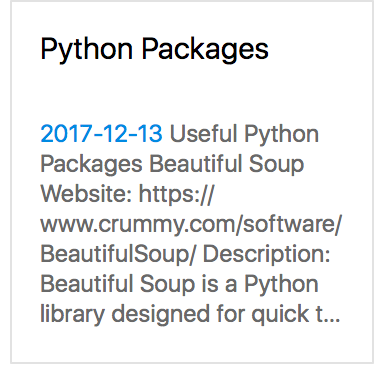 Python Packages
2017-12-13 Useful Python
Packages Beautiful Soup
Website: https://
www.crummy.com/software/
BeautifulSoup/ Description:
Beautiful Soup is a Python
library designed for quick t...